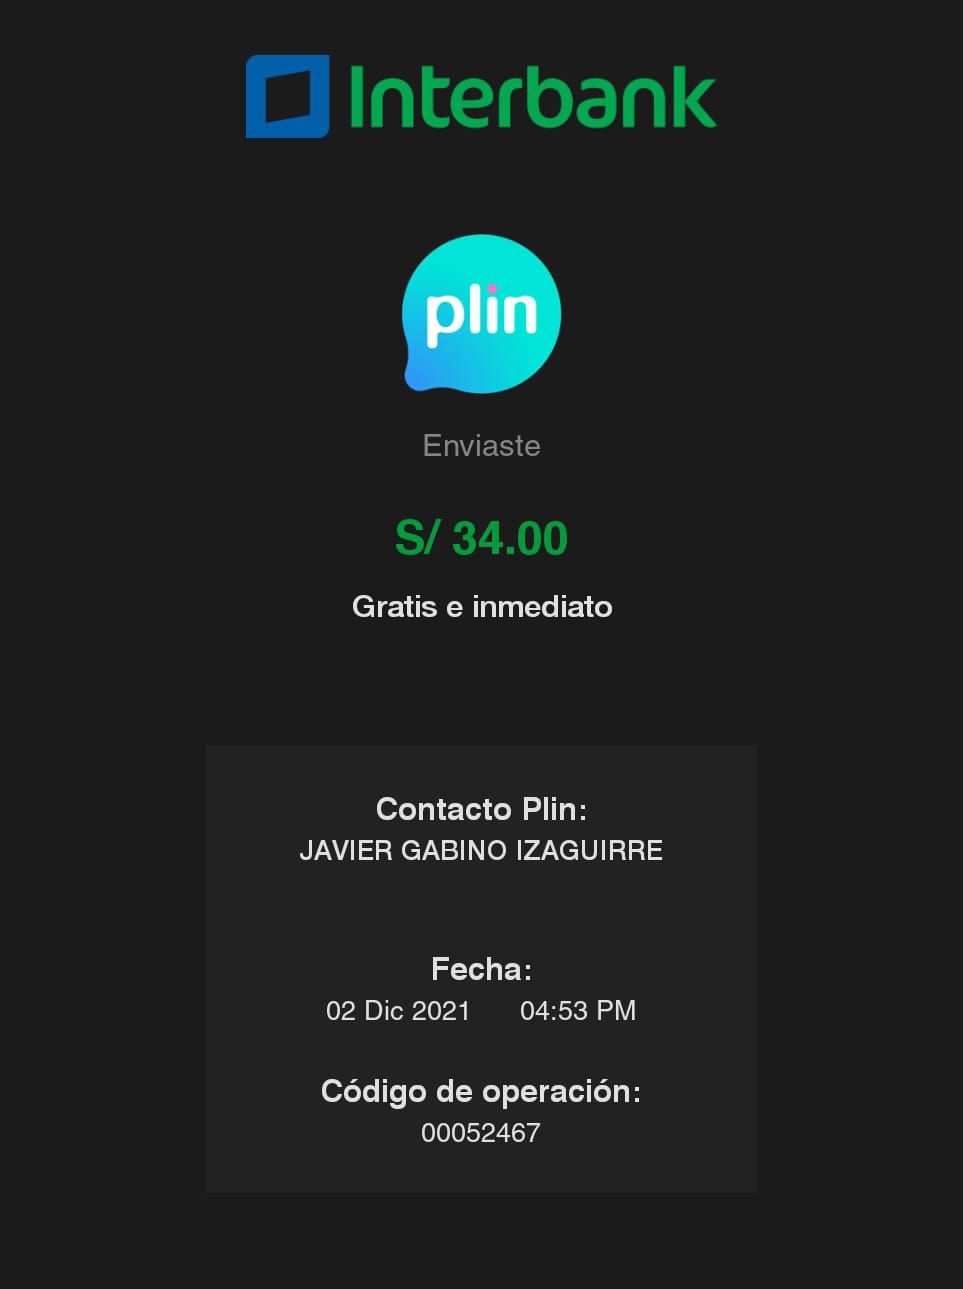 Interbank
plin
Enviaste
S/ 34.00
Gratis e inmediato
Contacto Plin:
JAVIER GABINO IZAGUIRRE
Fecha:
02 Dic 2021 04:53 PM
Código de operación:
00052467